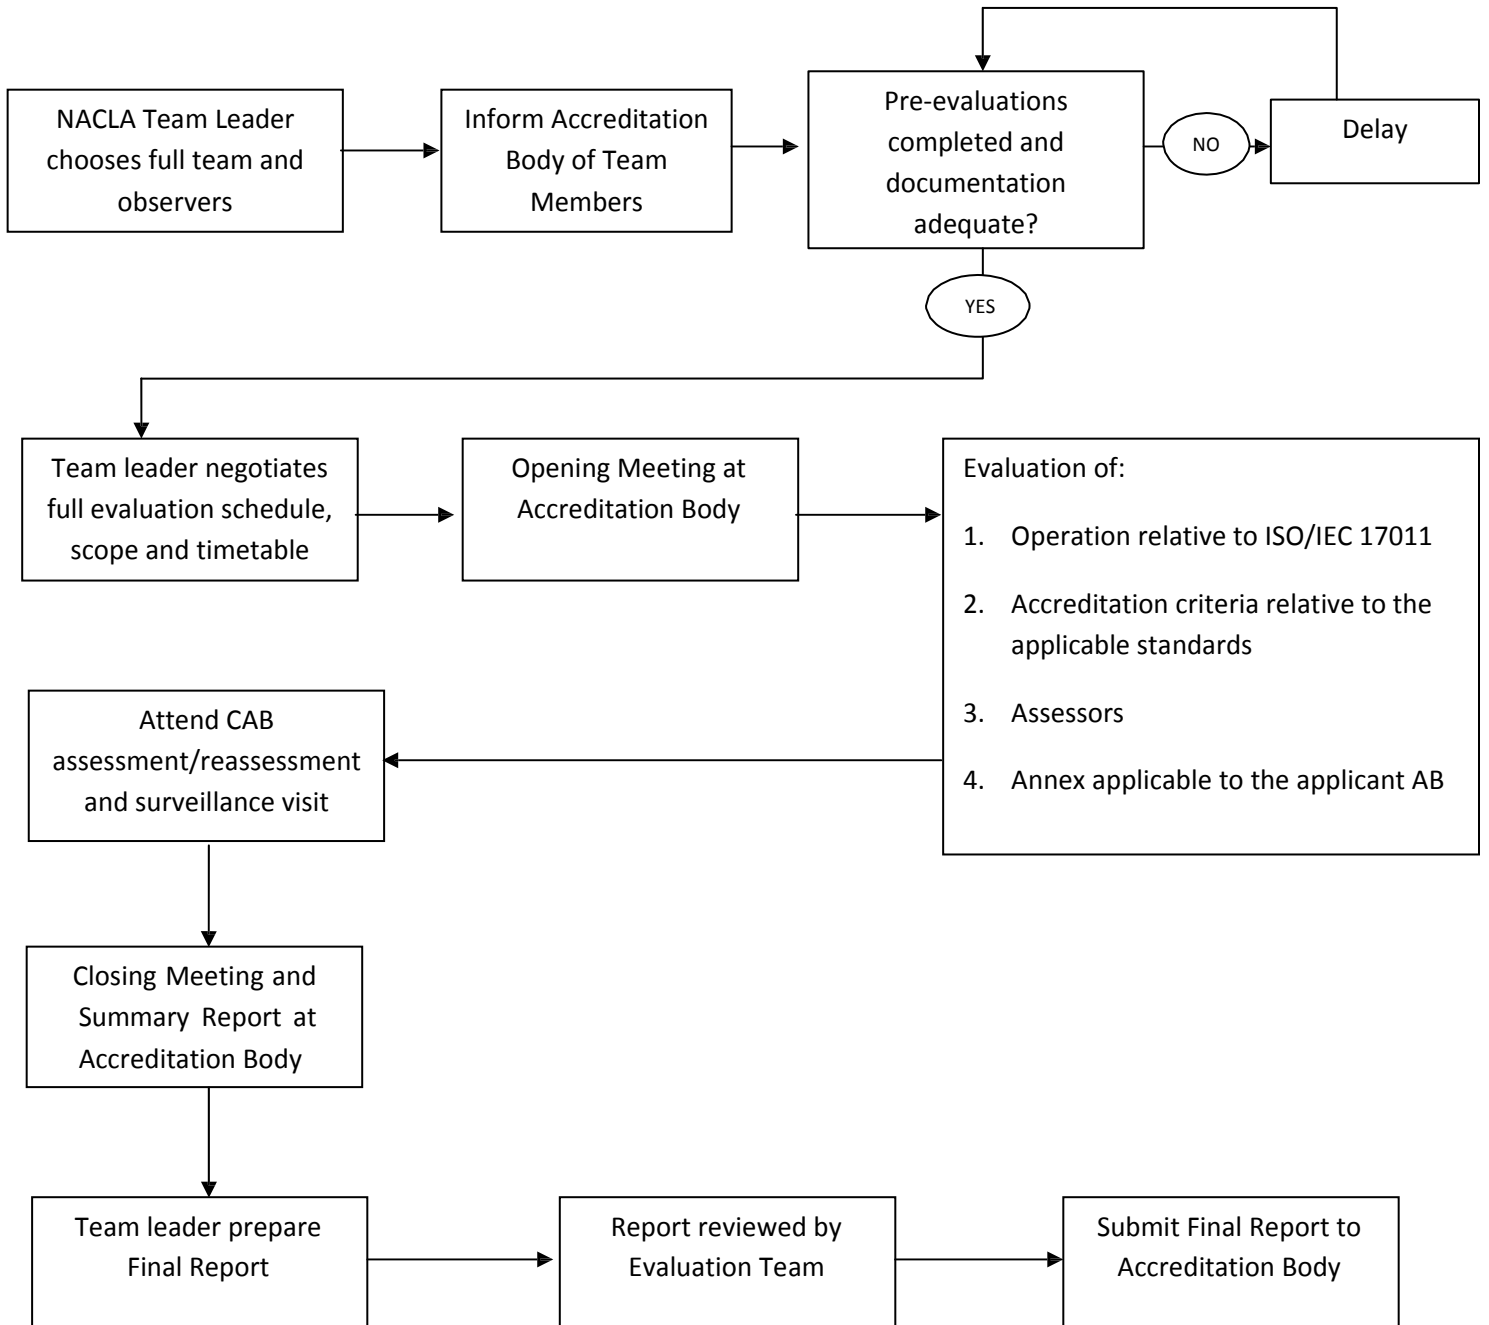 NACLA Team Leader
chooses full team and
observers
Inform Accreditation
Body of Team
Members
Pre-evaluations
completed and
documentation
adequate?
NO
Delay
YES
Team leader negotiates
full evaluation schedule,
scope and timetable
Opening Meeting at
Accreditation Body
Evaluation of:
1. Operation relative to ISO/IEC 17011
2. Accreditation criteria relative to the
applicable standards
3. Assessors
4. Annex applicable to the applicant AB
Attend CAB
assessment/reassessment
and surveillance visit
Closing Meeting and
Summary Report at
Accreditation Body
Team leader prepare
Final Report
Report reviewed by
Evaluation Team
Submit Final Report to
Accreditation Body